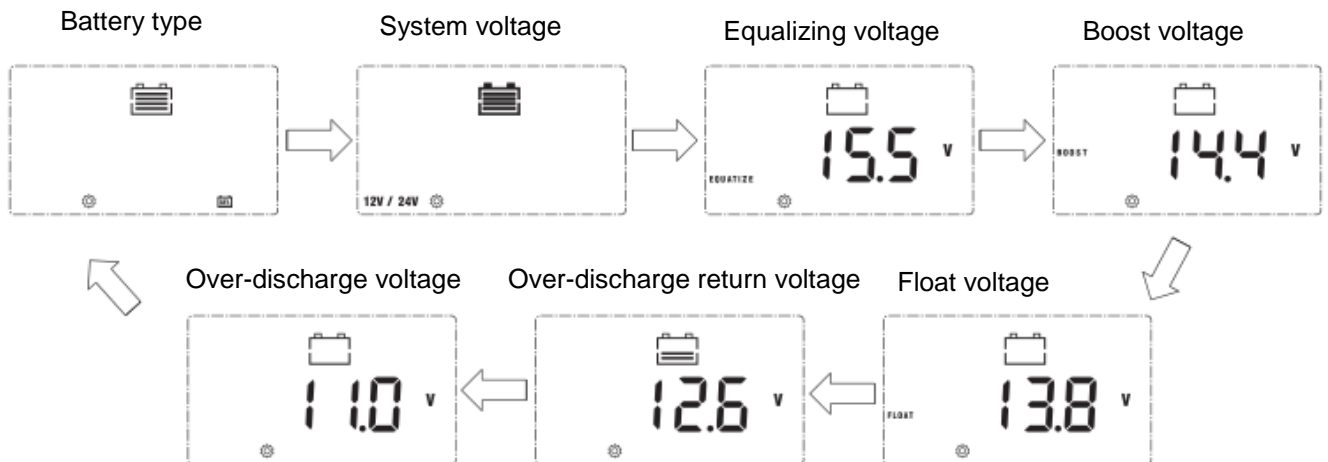 Battery type
System voltage
Equalizing voltage
Boost voltage
12V / 24V
EQUATIZE
15.5 V
BOOST
14.4 V
Over-discharge voltage
Over-discharge return voltage
Float voltage
11.0 V
12.6 V
FLOAT
13.8 V